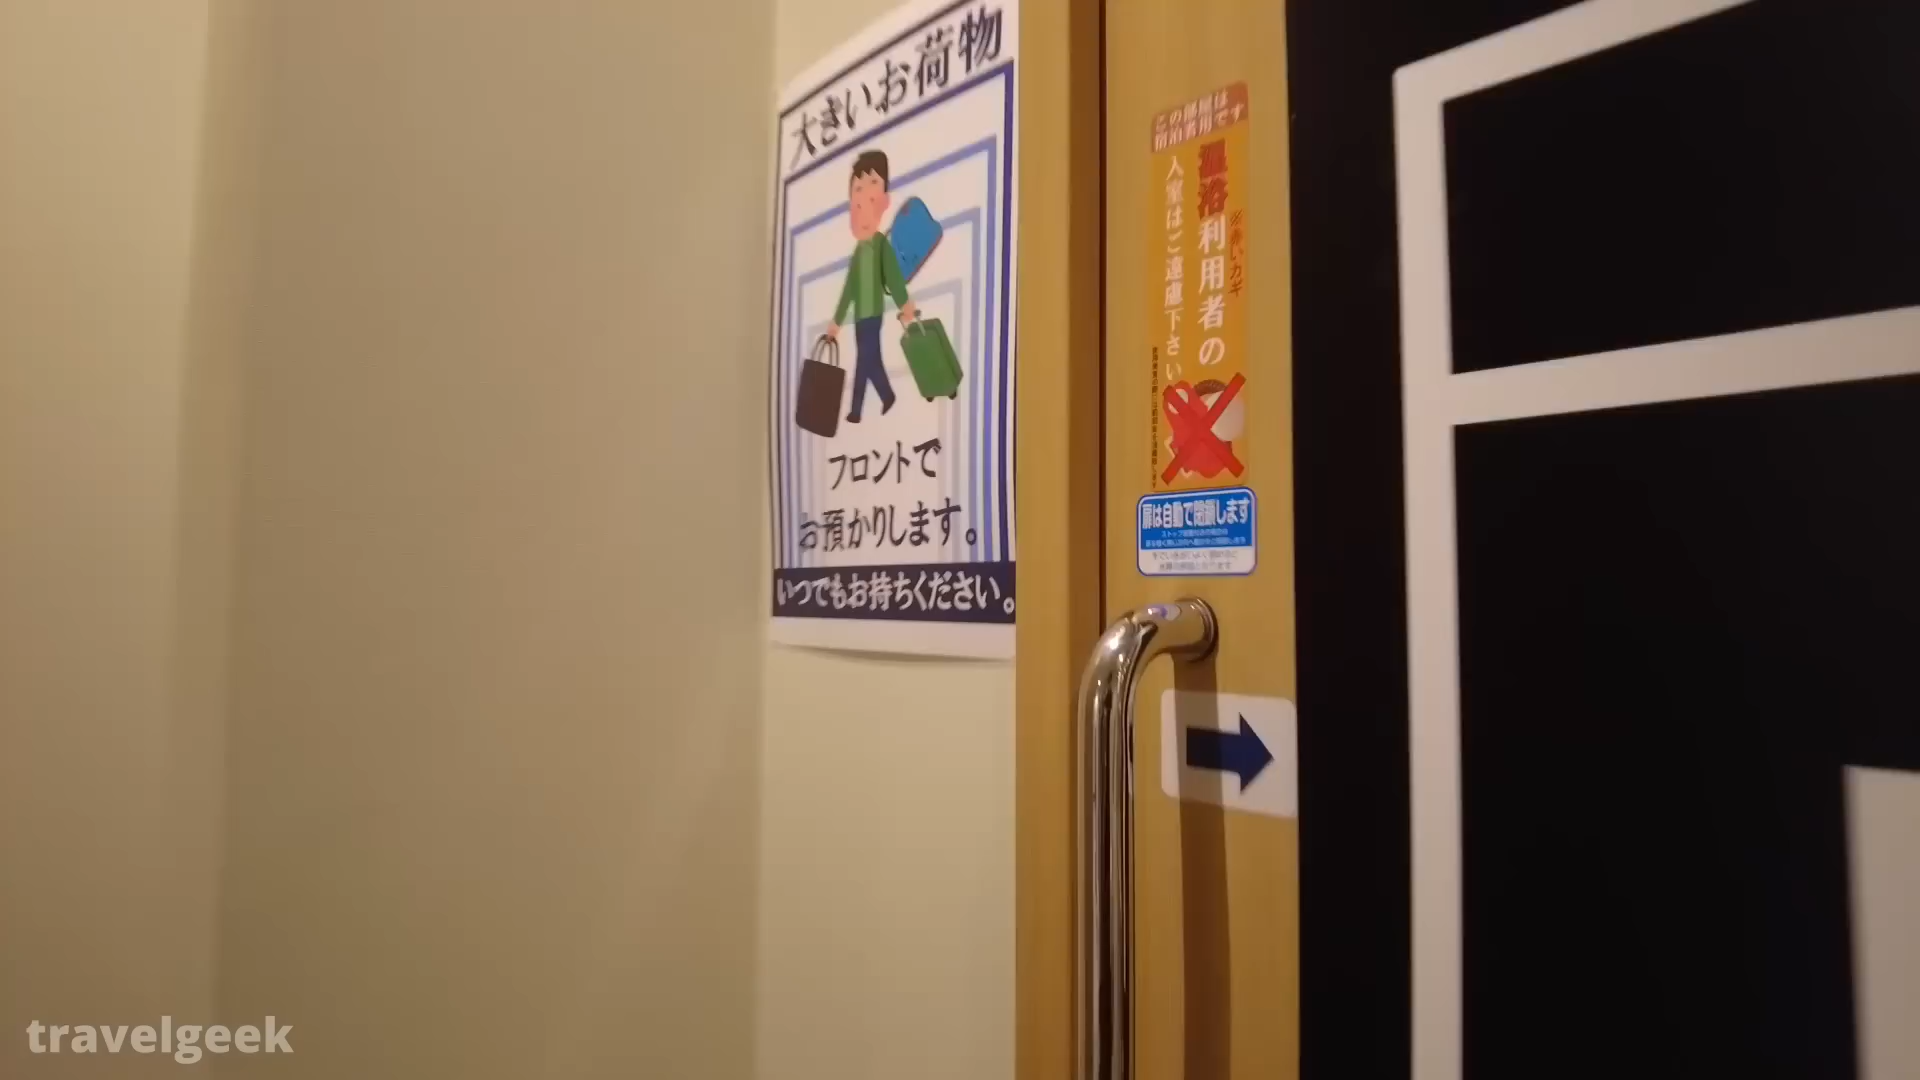 大きいお荷物
フロントで
お預かりします。
いつでもお持ちください。
この部屋は
宿泊者用です
温浴利用者の
※赤いカギ
入室はご遠慮下さい
扉は自動で閉鎖します
travelgeek